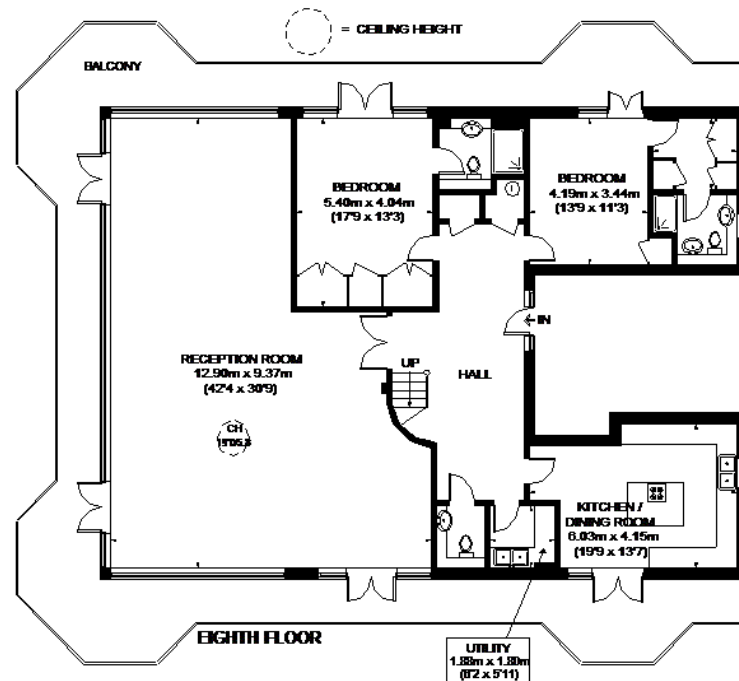 = CEILING HEIGHT
BALCONY
BEDROOM
5.40m x 4.04m
(17'9 x 13'3)
BEDROOM
4.19m x 3.44m
(13'9 x 11'3)
IN
RECEPTION ROOM
12.90m x 9.37m
(42'4 x 30'9)
UP
HALL
CH
KITCHEN /
DINING ROOM
6.03m x 4.15m
(19'9 x 13'7)
EIGHTH FLOOR
UTILITY
1.88m x 1.80m
(6'2 x 5'11)